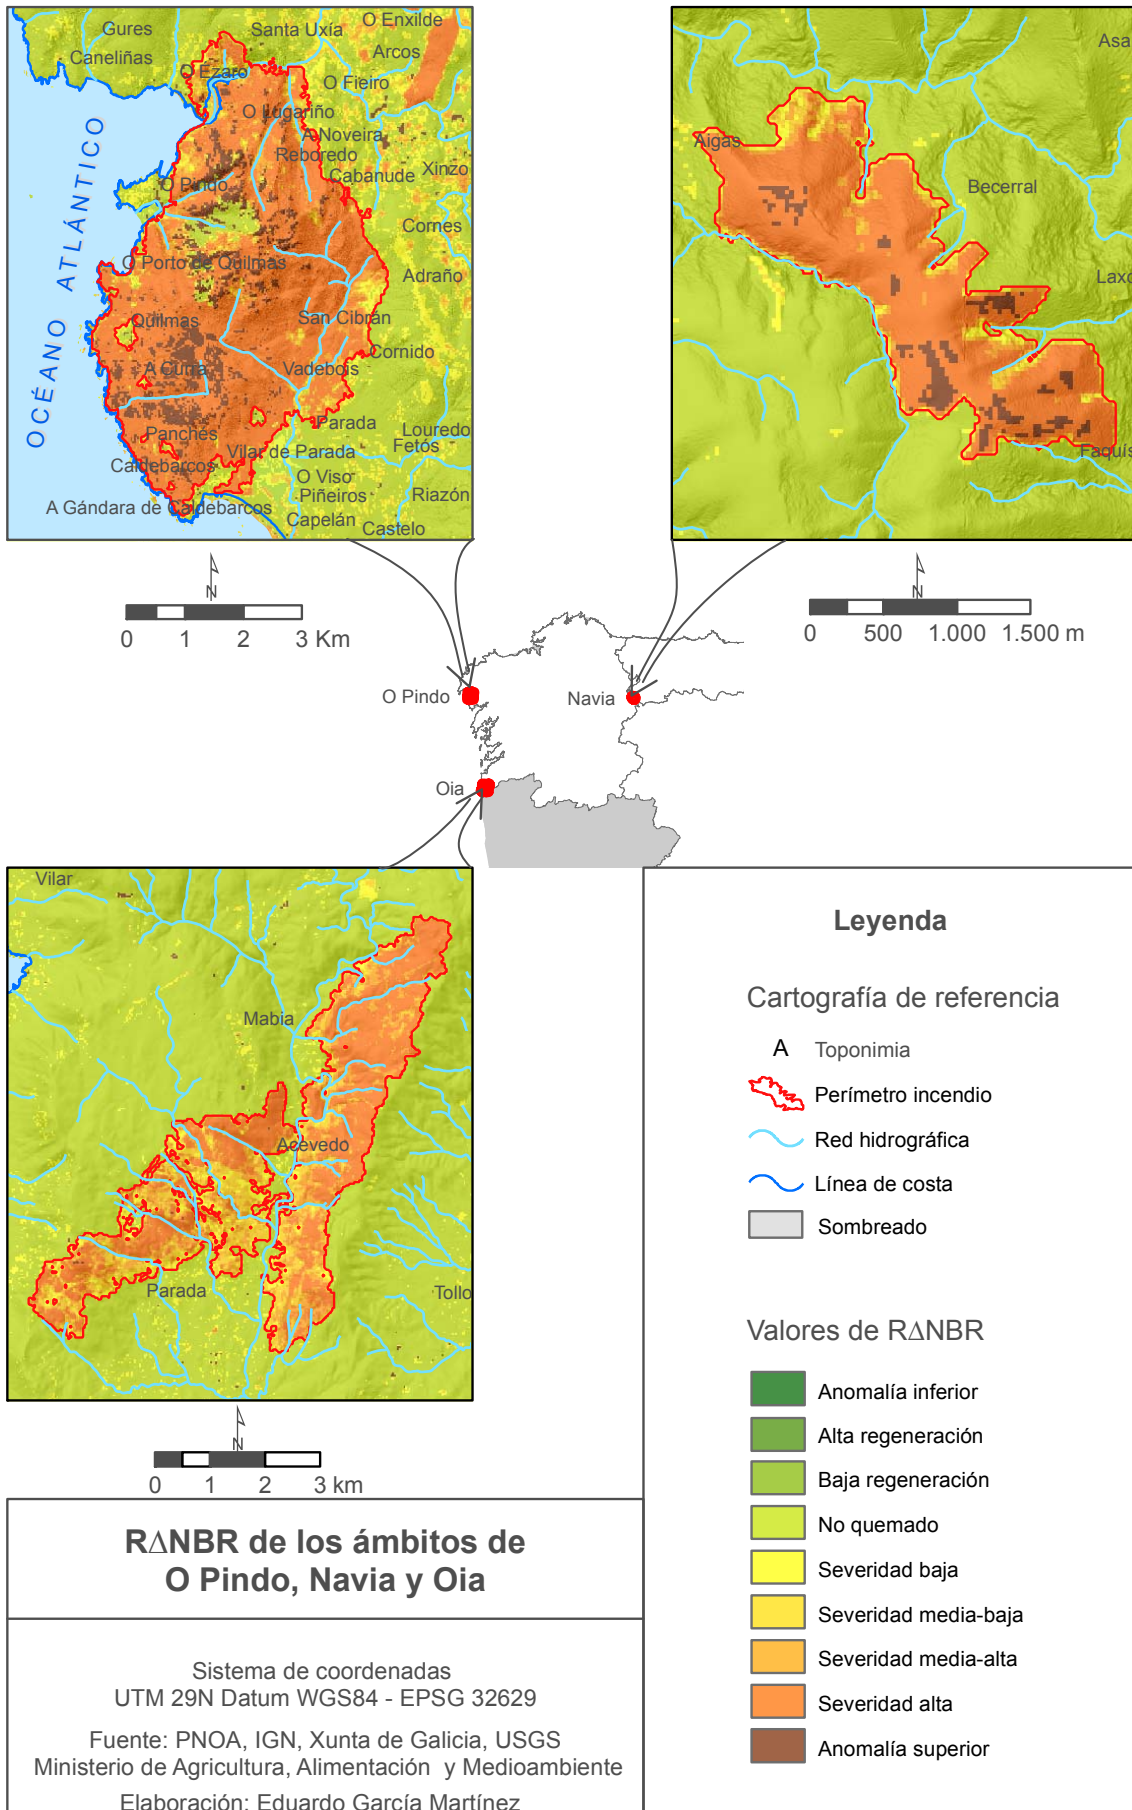 Gures
Santa Uxía
O Enxilde
Caneliñas
Arcos
O Ézaro
O Fieiro
O Lugariño
A Noveira
Reboredo
Cabanude
Xinzo
O Pindo
Cornes
O Porto de Quilmas
Adraño
Quilmas
San Cibrán
Cornido
A Curra
Vadebois
Parada
Louredo
Panchés
Fetós
Vilar de Parada
Caldebarcos
O Viso
Piñeiros
Riazón
A Gándara de Caldebarcos
Capelán
Castelo
OCÉANO ATLÁNTICO
N
0 1 2 3 Km
Asa
Aigas
Becerral
Laxo
Faquís
N
0 500 1.000 1.500 m
O Pindo
Navia
Oia
Vilar
Mabia
Acevedo
Parada
Tollo
N
0 1 2 3 km
RΔNBR de los ámbitos de
O Pindo, Navia y Oia
Sistema de coordenadas
UTM 29N Datum WGS84 - EPSG 32629
Fuente: PNOA, IGN, Xunta de Galicia, USGS
Ministerio de Agricultura, Alimentación y Medioambiente
Elaboración: Eduardo García Martínez
Leyenda
Cartografía de referencia
A Toponimia
Perímetro incendio
Red hidrográfica
Línea de costa
Sombreado
Valores de RΔNBR
Anomalía inferior
Alta regeneración
Baja regeneración
No quemado
Severidad baja
Severidad media-baja
Severidad media-alta
Severidad alta
Anomalía superior